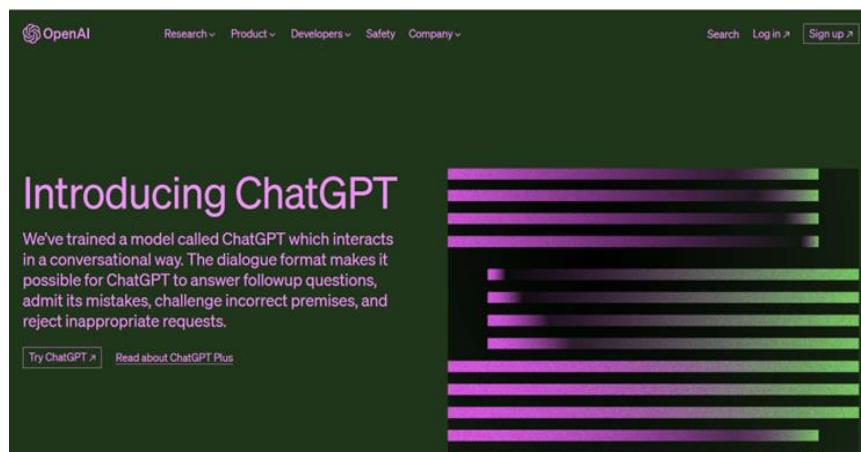 OpenAI Research Product Developers Safety Company Search Log in ↗ Sign up ↗
Introducing ChatGPT
We've trained a model called ChatGPT which interacts
in a conversational way. The dialogue format makes it
possible for ChatGPT to answer followup questions,
admit its mistakes, challenge incorrect premises, and
reject inappropriate requests.
Try ChatGPT ↗ Read about ChatGPT Plus